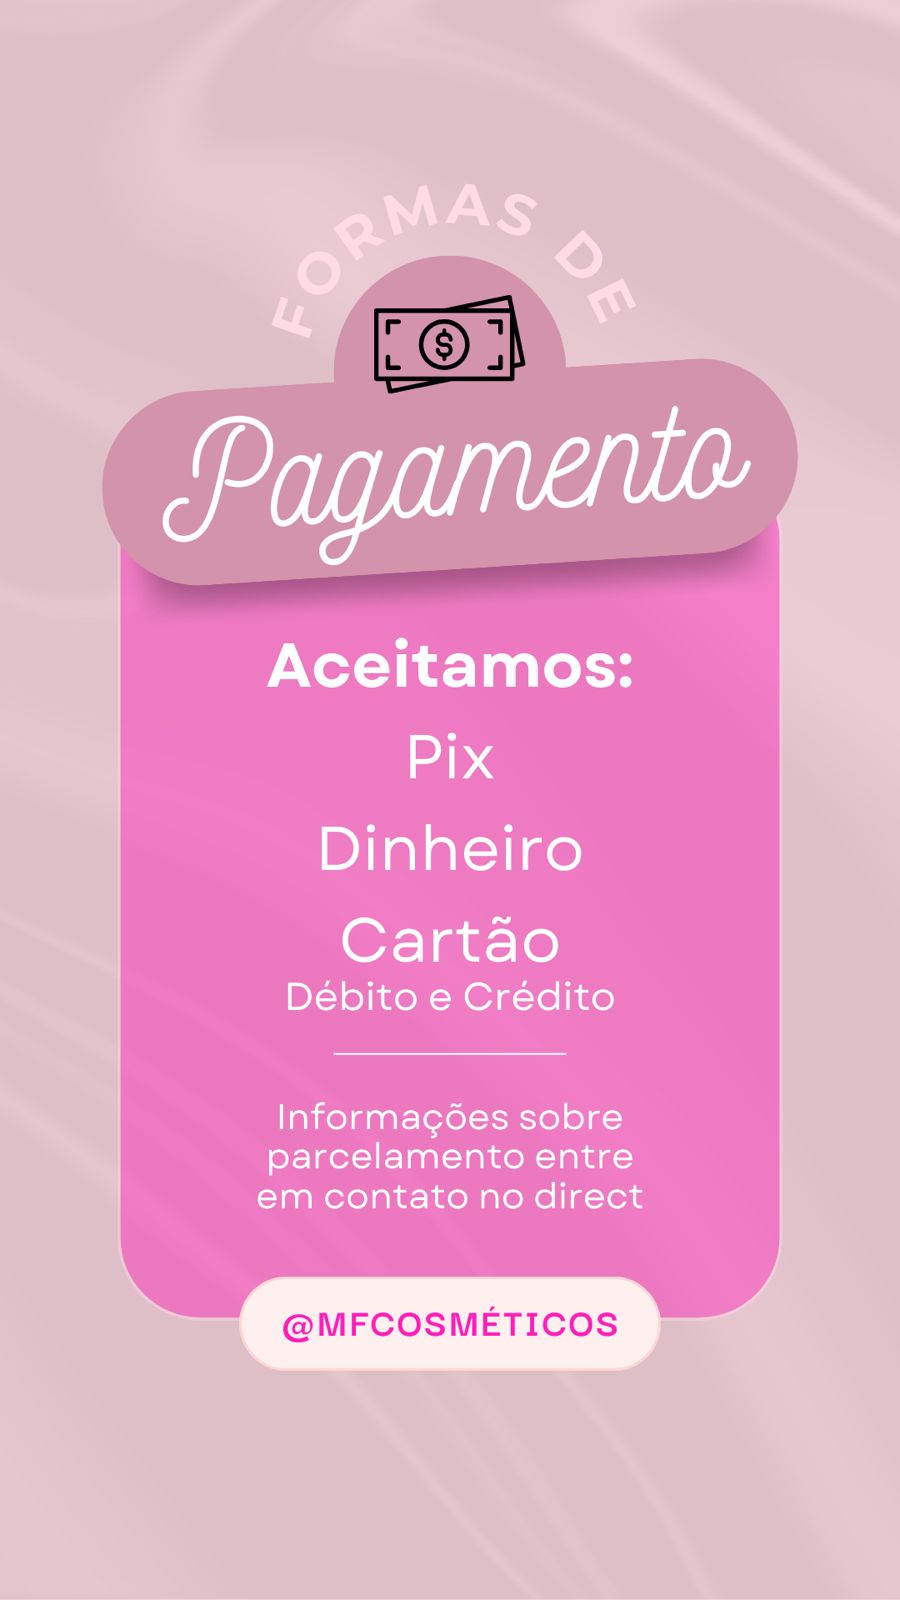 FORMAS DE
$
Pagamento
Aceitamos:
Pix
Dinheiro
Cartão
Débito e Crédito
Informações sobre
parcelamento entre
em contato no direct
@MFCOSMÉTICOS